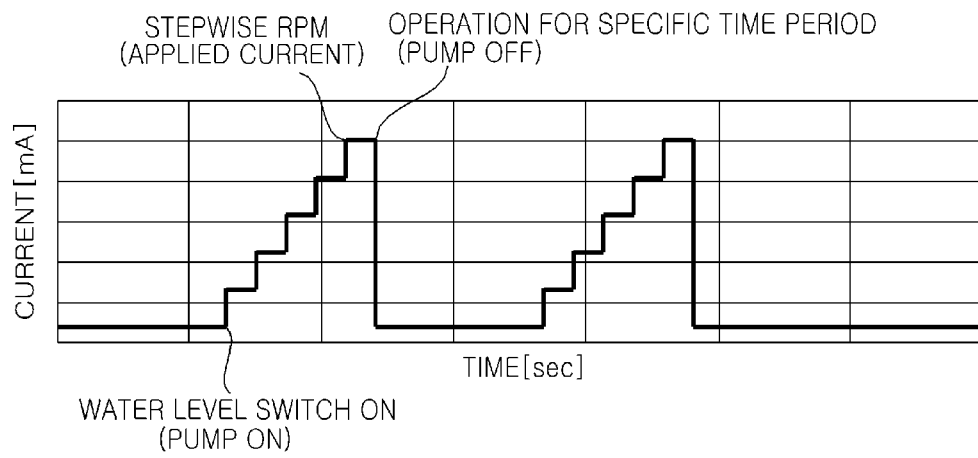 STEPWISE RPM
(APPLIED CURRENT)
OPERATION FOR SPECIFIC TIME PERIOD
(PUMP OFF)
CURRENT[mA]
TIME[sec]
WATER LEVEL SWITCH ON
(PUMP ON)